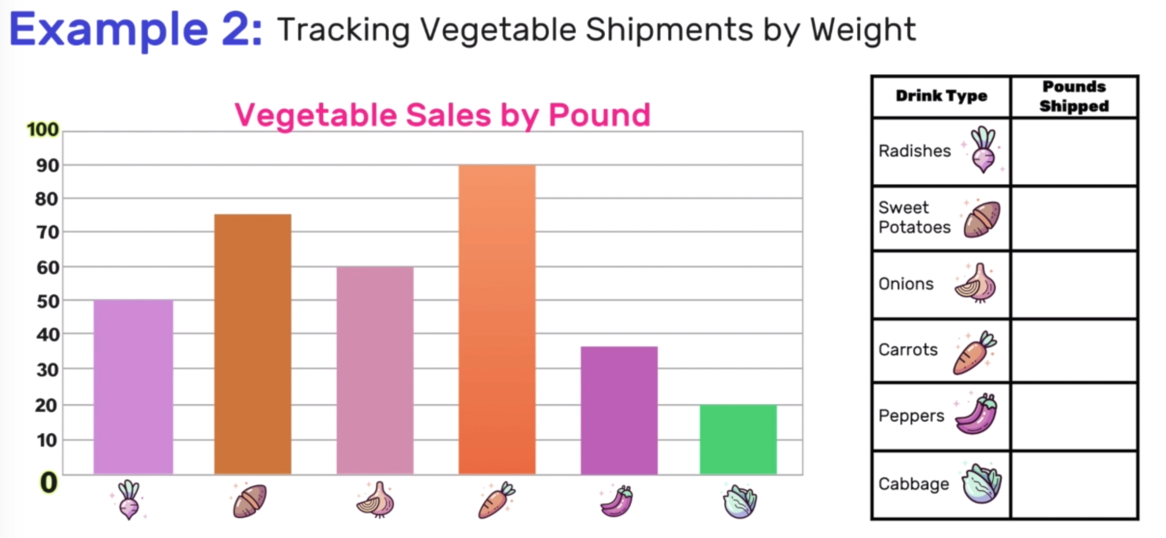 Example 2: Tracking Vegetable Shipments by Weight
Vegetable Sales by Pound
100
90
80
70
60
50
40
30
20
10
0
Drink Type
Pounds
Shipped
Radishes
Sweet
Potatoes
Onions
Carrots
Peppers
Cabbage